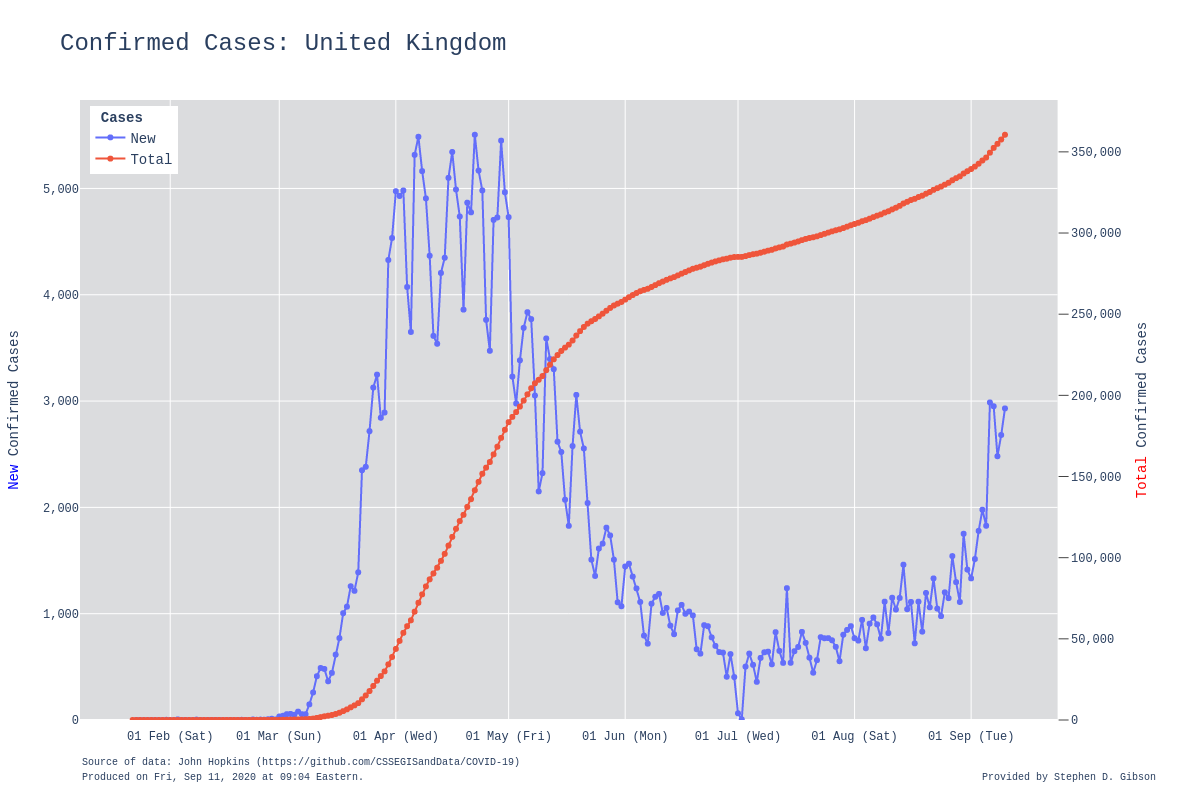 Confirmed Cases: United Kingdom
Cases
New
Total
5,000
4,000
3,000
2,000
1,000
0
New Confirmed Cases
350,000
300,000
250,000
200,000
150,000
100,000
50,000
0
Total Confirmed Cases
01 Feb (Sat) 01 Mar (Sun) 01 Apr (Wed) 01 May (Fri) 01 Jun (Mon) 01 Jul (Wed) 01 Aug (Sat) 01 Sep (Tue)
Source of data: John Hopkins (https://github.com/CSSEGISandData/COVID-19)
Produced on Fri, Sep 11, 2020 at 09:04 Eastern.
Provided by Stephen D. Gibson